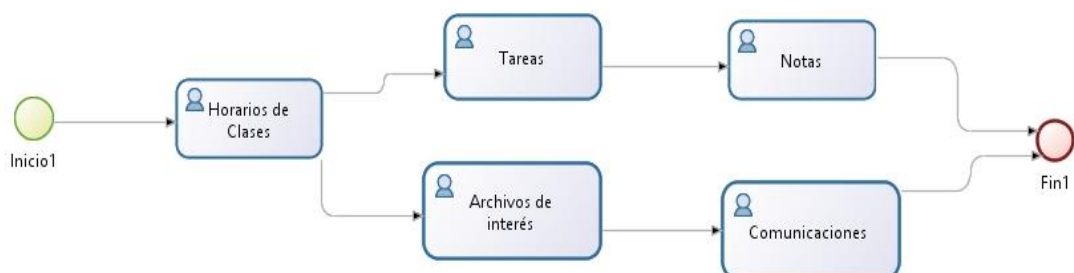 Inicio1
Horarios de
Clases
Tareas
Notas
Archivos de
interés
Comunicaciones
Fin1